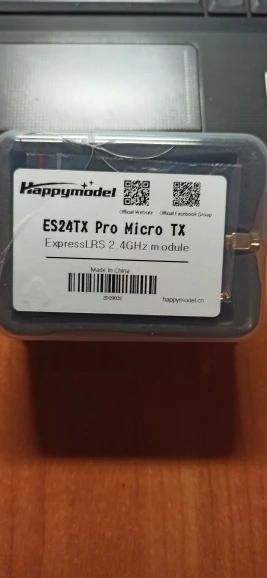 Happymodel
Official Website
Official Facebook Group
ES24TX Pro Micro TX
ExpressLRS 2.4GHz module
Made In China
happymodel.cn